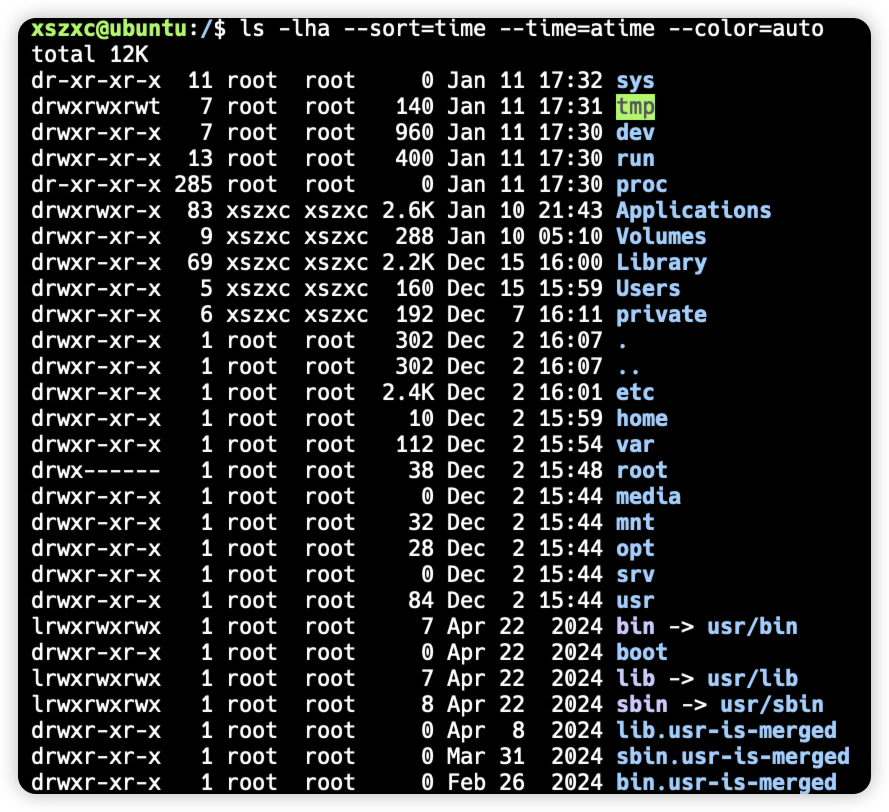 xszxc@ubuntu:/$ ls -lha --sort=time --time=atime --color=auto
total 12K
dr-xr-xr-x  11 root  root     0 Jan 11 17:32 sys
drwxrwxrwt   7 root  root   140 Jan 11 17:31 tmp
drwxr-xr-x   7 root  root   960 Jan 11 17:30 dev
drwxr-xr-x  13 root  root   400 Jan 11 17:30 run
dr-xr-xr-x 285 root  root     0 Jan 11 17:30 proc
drwxrwxr-x  83 xszxc xszxc 2.6K Jan 10 21:43 Applications
drwxr-xr-x   9 xszxc xszxc  288 Jan 10 05:10 Volumes
drwxr-xr-x  69 xszxc xszxc 2.2K Dec 15 16:00 Library
drwxr-xr-x   5 xszxc xszxc  160 Dec 15 15:59 Users
drwxr-xr-x   6 xszxc xszxc  192 Dec  7 16:11 private
drwxr-xr-x   1 root  root   302 Dec  2 16:07 .
drwxr-xr-x   1 root  root   302 Dec  2 16:07 ..
drwxr-xr-x   1 root  root  2.4K Dec  2 16:01 etc
drwxr-xr-x   1 root  root    10 Dec  2 15:59 home
drwxr-xr-x   1 root  root   112 Dec  2 15:54 var
drwx------   1 root  root    38 Dec  2 15:48 root
drwxr-xr-x   1 root  root     0 Dec  2 15:44 media
drwxr-xr-x   1 root  root    32 Dec  2 15:44 mnt
drwxr-xr-x   1 root  root    28 Dec  2 15:44 opt
drwxr-xr-x   1 root  root     0 Dec  2 15:44 srv
drwxr-xr-x   1 root  root    84 Dec  2 15:44 usr
lrwxrwxrwx   1 root  root     7 Apr 22  2024 bin -> usr/bin
drwxr-xr-x   1 root  root     0 Apr 22  2024 boot
lrwxrwxrwx   1 root  root     7 Apr 22  2024 lib -> usr/lib
lrwxrwxrwx   1 root  root     8 Apr 22  2024 sbin -> usr/sbin
drwxr-xr-x   1 root  root     0 Apr  8  2024 lib.usr-is-merged
drwxr-xr-x   1 root  root     0 Mar 31  2024 sbin.usr-is-merged
drwxr-xr-x   1 root  root     0 Feb 26  2024 bin.usr-is-merged